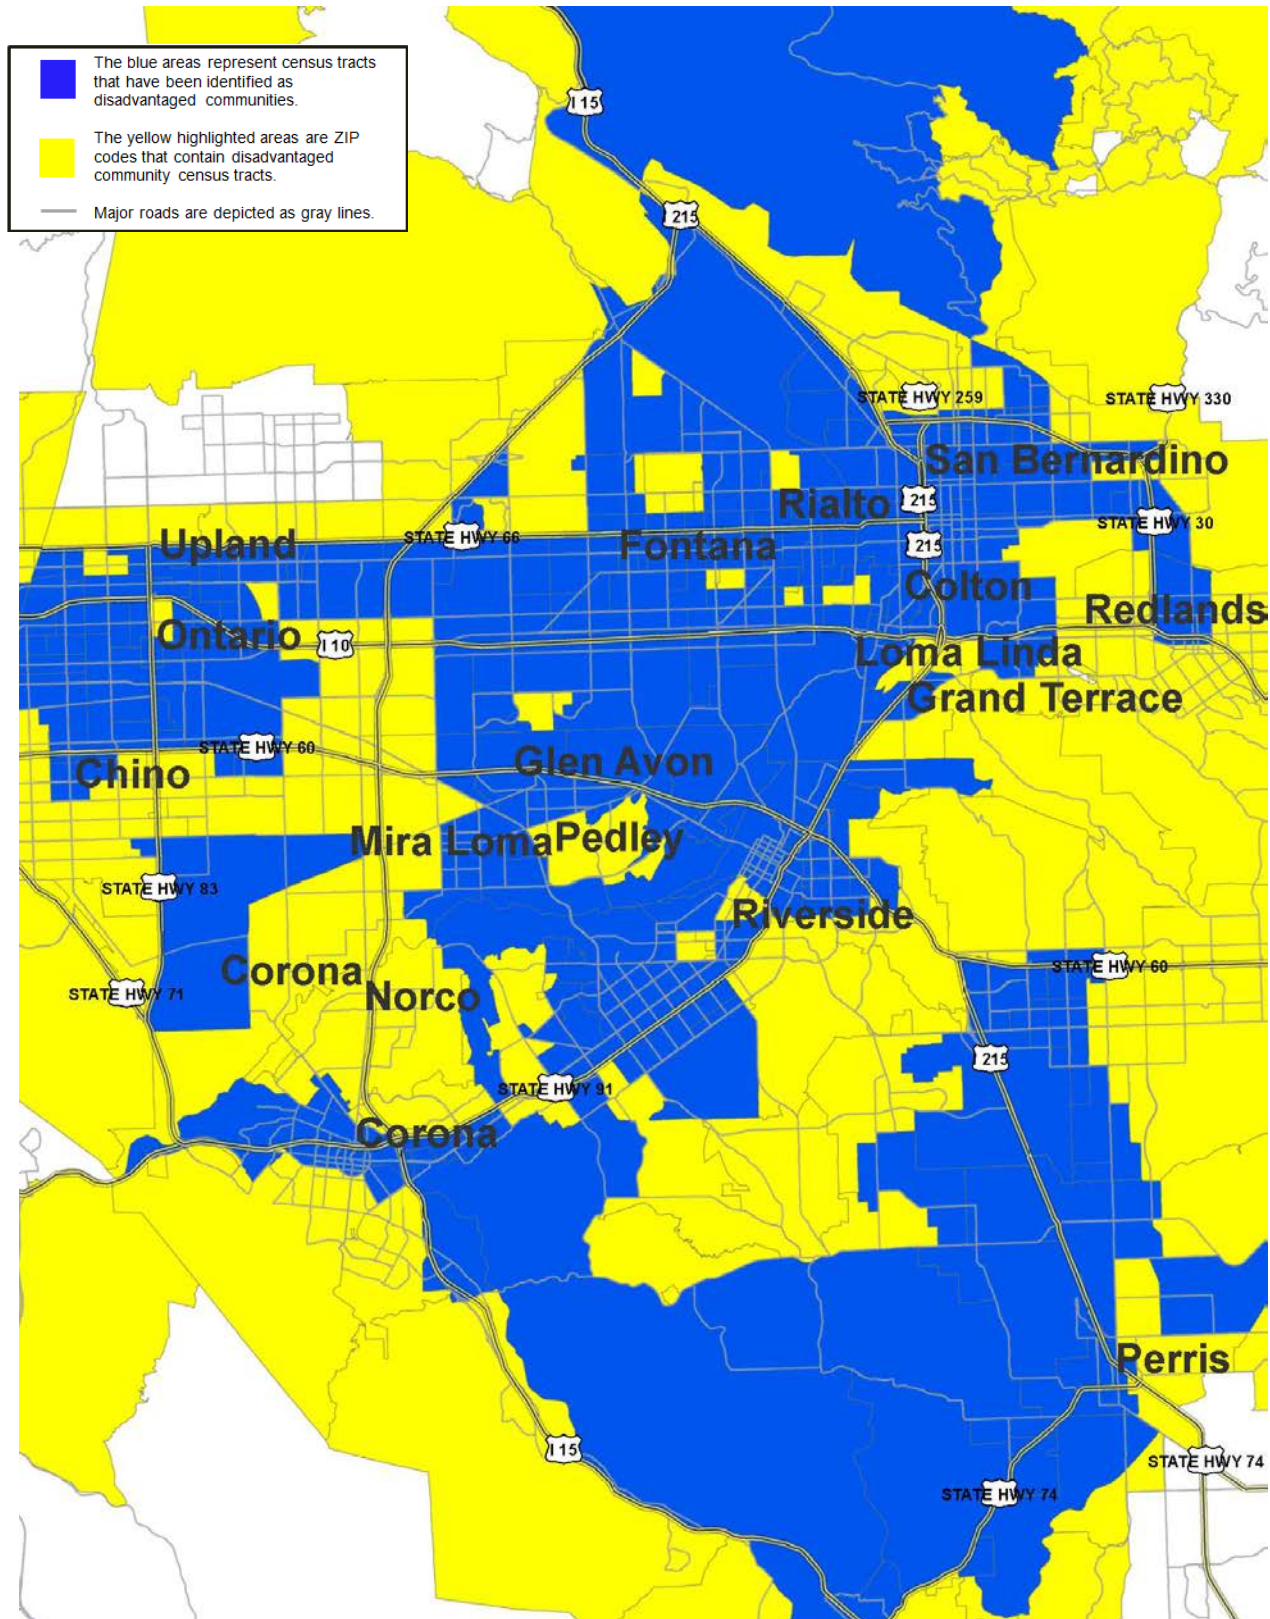 The blue areas represent census tracts
that have been identified as
disadvantaged communities.
The yellow highlighted areas are ZIP
codes that contain disadvantaged
community census tracts.
Major roads are depicted as gray lines.
I 15
I 215
STATE HWY 259
STATE HWY 330
San Bernardino
Rialto
I 215
STATE HWY 30
STATE HWY 66
Upland
Fontana
I 215
Colton
Redlands
Ontario
I 10
Loma Linda
Grand Terrace
STATE HWY 60
Glen Avon
Chino
Mira Loma
Pedley
STATE HWY 83
Riverside
Corona
STATE HWY 60
STATE HWY 71
Norco
I 215
STATE HWY 91
Corona
Perris
I 15
STATE HWY 74
STATE HWY 74